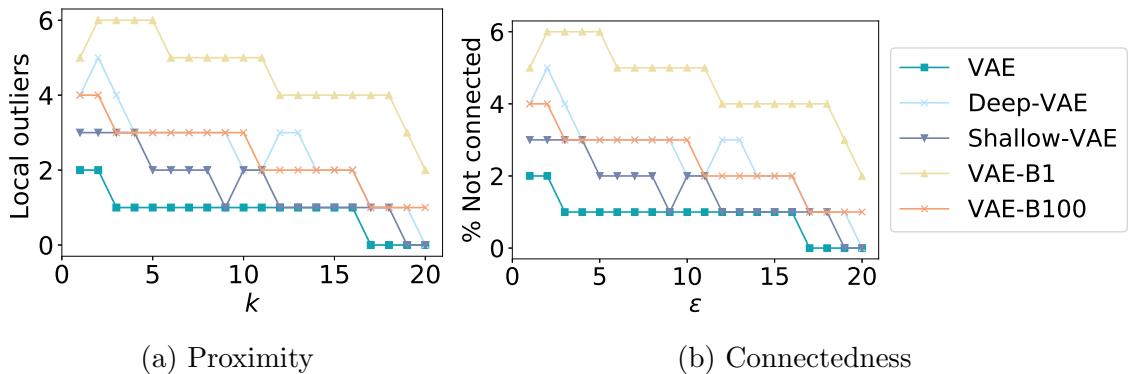 Local outliers
6
4
2
0
0
5
10
15
20
k
(a) Proximity
% Not connected
6
4
2
0
0
5
10
15
20
ε
(b) Connectedness
VAE
Deep-VAE
Shallow-VAE
VAE-B1
VAE-B100